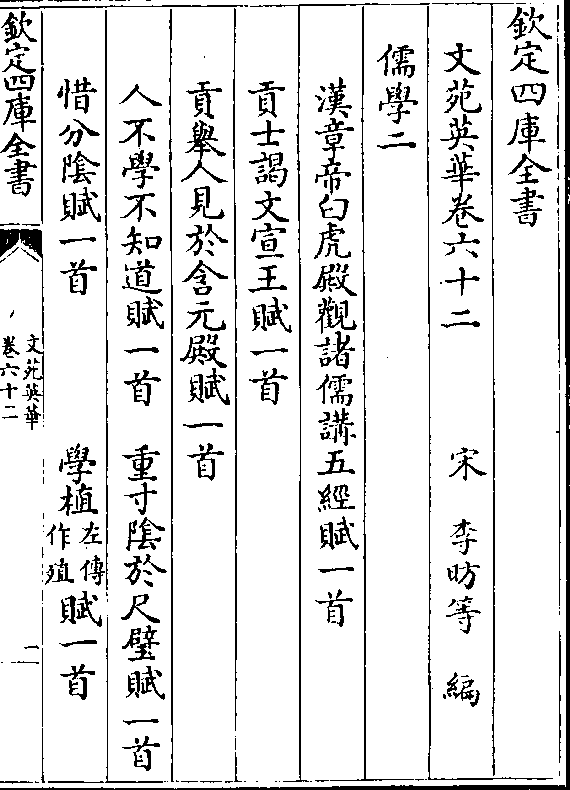 欽定四庫全書
文苑英華卷六十二　宋　李昉等　編
儒學二
漢章帝白虎殿觀諸儒講五經賦一首
貢士謁文宣王賦一首
貢舉人見於含元殿賦一首
人不學不知道賦一首　重寸陰於尺璧賦一首
惜分陰賦一首　學植左傳作殖賦一首
欽定四庫全書
文苑英華
卷六十二
一